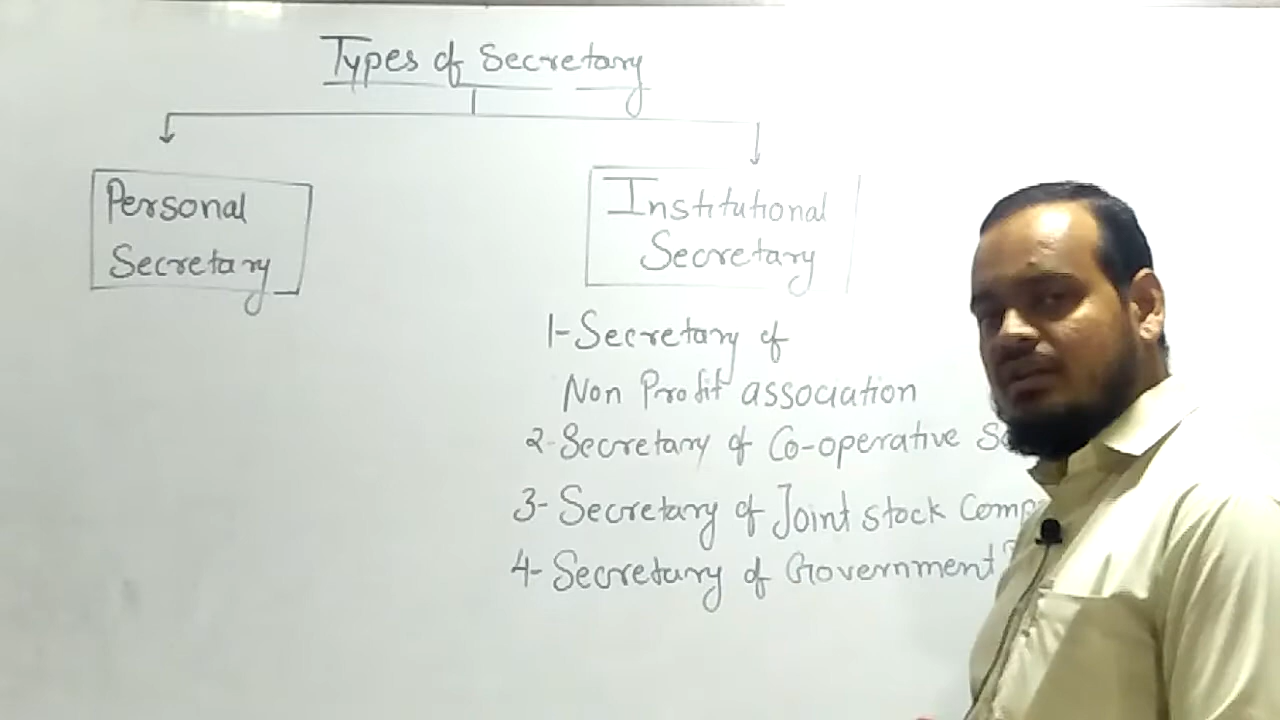 Types of Secretary
Personal
Secretary
Institutional
Secretary
1-Secretary of
Non Profit association
2-Secretary of Co-operative
3-Secretary of Joint stock
4-Secretary of Government